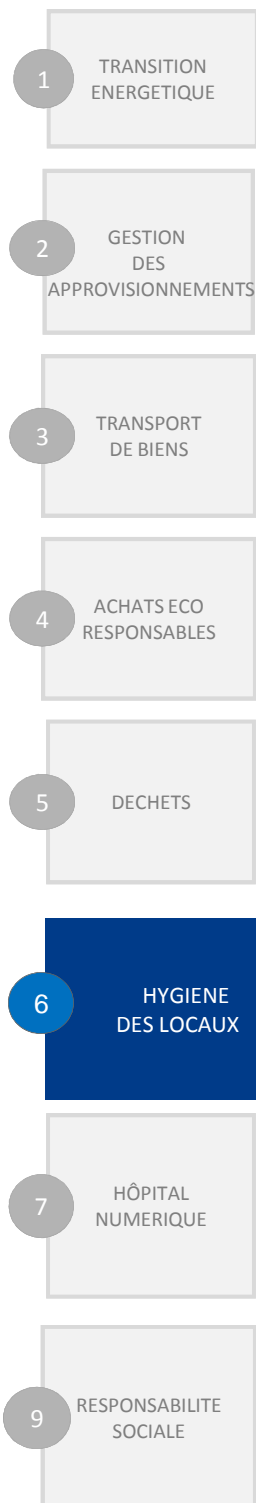 1
TRANSITION
ENERGETIQUE
2
GESTION
DES
APPROVISIONNEMENTS
3
TRANSPORT
DE BIENS
4
ACHATS ECO
RESPONSABLES
5
DECHETS
6
HYGIENE
DES LOCAUX
7
HÔPITAL
NUMERIQUE
9
RESPONSABILITE
SOCIALE